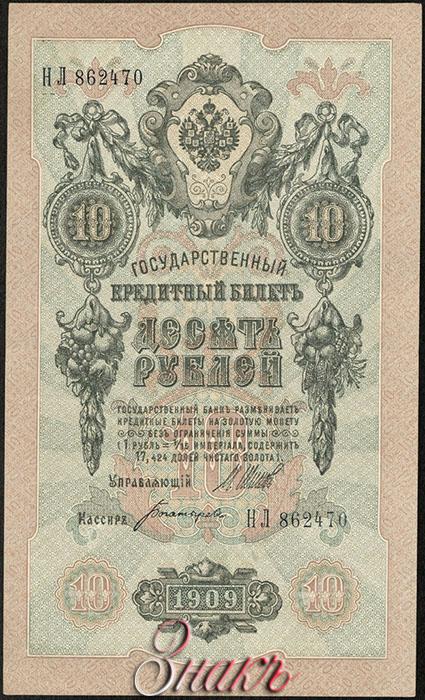 НЛ 862470
10 10
ГОСУДАРСТВЕННЫЙ
КРЕДИТНЫЙ БИЛЕТЪ
ДЕСЯТЬ
РУБЛЕЙ
ГОСУДАРСТВЕННЫЙ БАНКЪ РАЗМѢНИВАЕТЪ
КРЕДИТНЫЕ БИЛЕТЫ НА ЗОЛОТУЮ МОНЕТУ
БЕЗЪ ОГРАНИЧЕНІЯ СУММЫ
(1 РУБЛЬ = 1/15 ИМПЕРІАЛА, СОДЕРЖИТЪ
17,424 ДОЛЕЙ ЧИСТАГО ЗОЛОТА).
10
Управляющій
Кассиръ
НЛ 862470
10 1909 10
Знакъ